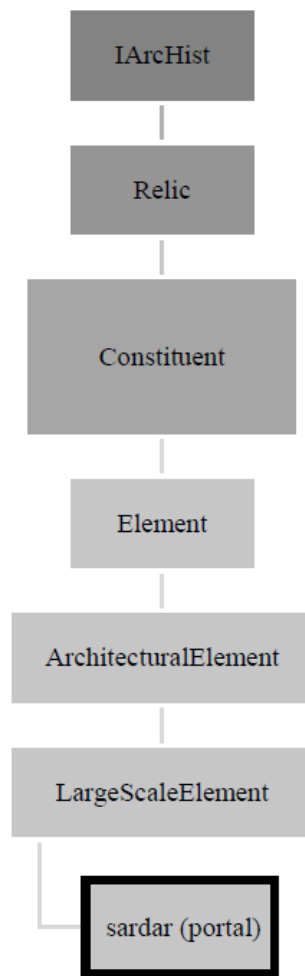 IArcHist
Relic
Constituent
Element
ArchitecturalElement
LargeScaleElement
sardar (portal)